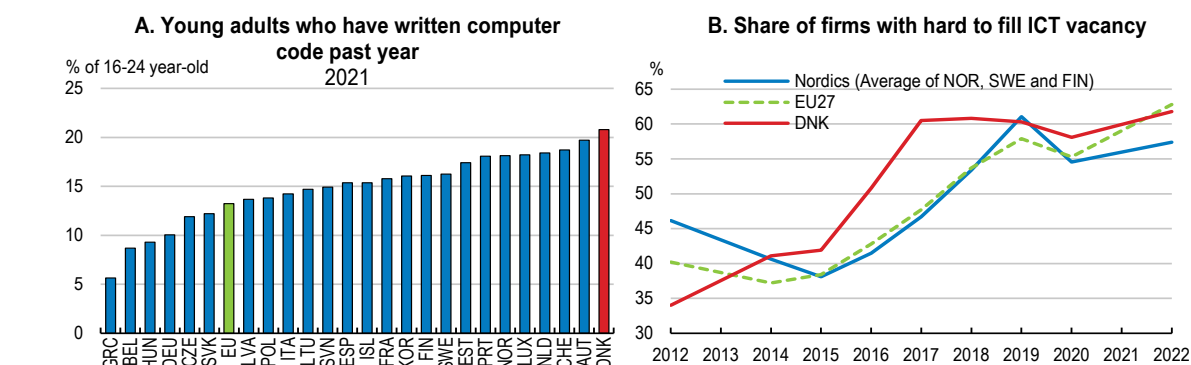 A. Young adults who have written computer
code past year
2021
% of 16-24 year-old
25
20
15
10
5
0
GRC
BEL
HUN
DEU
CZE
SVK
EU
LVA
POL
ITA
LTU
SVN
ESP
ISL
FRA
KOR
FIN
SWE
EST
PRT
NOR
LUX
NLD
CHE
AUT
DNK
B. Share of firms with hard to fill ICT vacancy
%
Nordics (Average of NOR, SWE and FIN)
EU27
DNK
65
60
55
50
45
40
35
30
2012 2013 2014 2015 2016 2017 2018 2019 2020 2021 2022